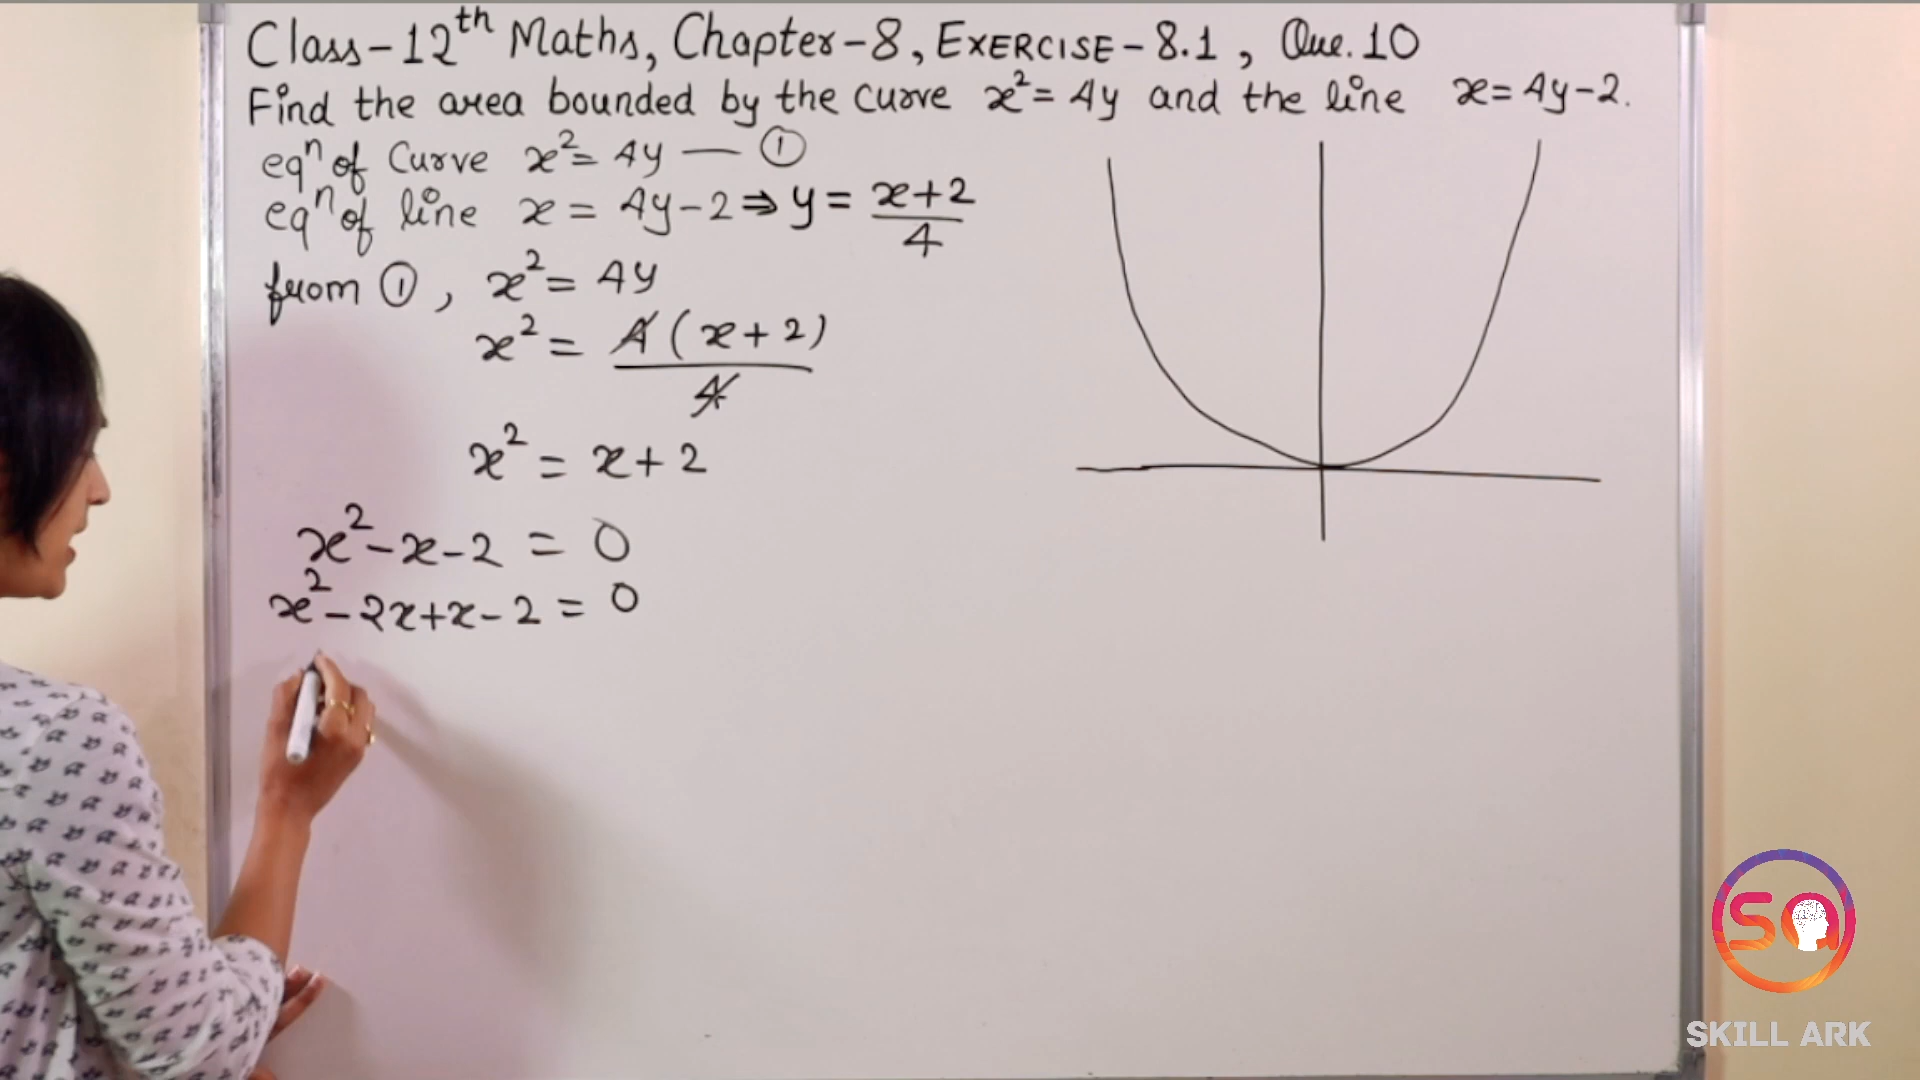 Class-12th Maths, Chapter-8, EXERCISE-8.1, Que.10
Find the area bounded by the curve x²=4y and the line x=4y-2.
eqⁿ of Curve x²=4y — ①
eqⁿ of line x = 4y-2 ⇒ y = (x+2)/4
from ①, x² = 4y
x² = 4(x+2)/4
x² = x+2
x²-x-2 = 0
x²-2x+x-2 = 0
SA
SKILL ARK